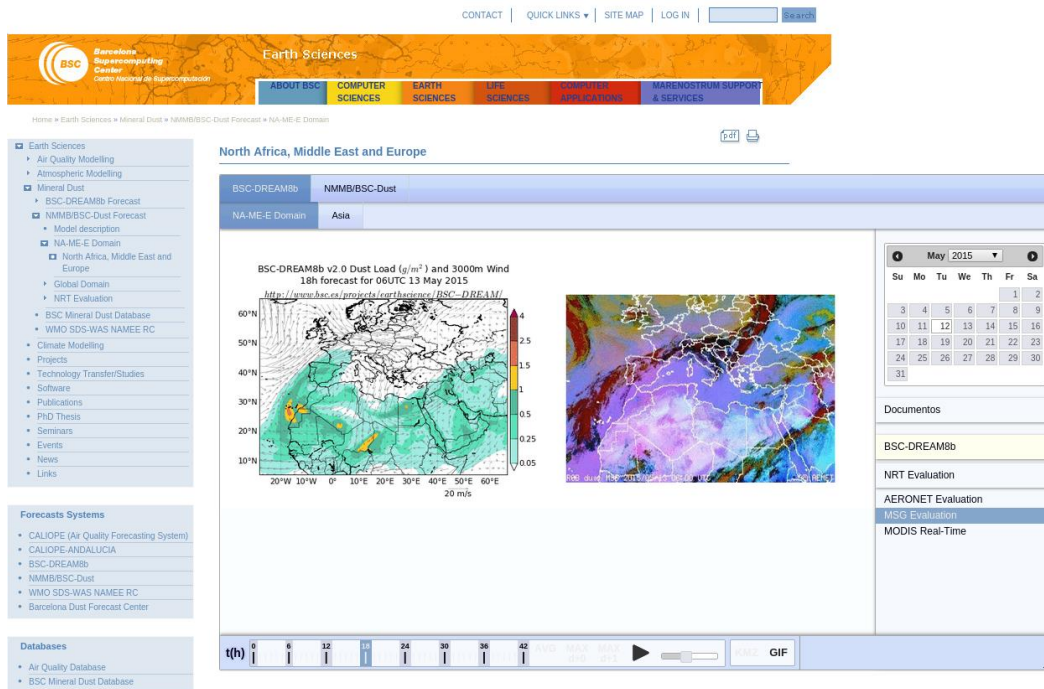 CONTACT
QUICK LINKS ▼
SITE MAP
LOG IN
Search
BSC
Barcelona
Supercomputing
Center
Centro Nacional de Supercomputación
Earth Sciences
ABOUT BSC
COMPUTER
SCIENCES
EARTH
SCIENCES
LIFE
SCIENCES
COMPUTER
APPLICATIONS
MARENOSTRUM SUPPORT
& SERVICES
Home » Earth Sciences » Mineral Dust » NMMB/BSC-Dust Forecast » NA-ME-E Domain
Earth Sciences
Air Quality Modelling
Atmospheric Modelling
Mineral Dust
BSC-DREAM8b Forecast
NMMB/BSC-Dust Forecast
Model description
NA-ME-E Domain
North Africa, Middle East and
Europe
Global Domain
NRT Evaluation
BSC Mineral Dust Database
WMO SDS-WAS NAMEE RC
Climate Modelling
Projects
Technology Transfer/Studies
Software
Publications
PhD Thesis
Seminars
Events
News
Links
Forecasts Systems
CALIOPE (Air Quality Forecasting System)
CALIOPE-ANDALUCIA
BSC-DREAM8b
NMMB/BSC-Dust
WMO SDS-WAS NAMEE RC
Barcelona Dust Forecast Center
Databases
Air Quality Database
BSC Mineral Dust Database
pdf
North Africa, Middle East and Europe
BSC-DREAM8b
NMMB/BSC-Dust
NA-ME-E Domain
Asia
BSC-DREAM8b v2.0 Dust Load (g/m²) and 3000m Wind
18h forecast for 06UTC 13 May 2015
http://www.bsc.es/projects/earthscience/BSC-DREAM/
60°N
50°N
40°N
30°N
20°N
10°N
20°W 10°W 0° 10°E 20°E 30°E 40°E 50°E 60°E
20 m/s
4
2.5
1.5
1
0.5
0.25
0.05
May 2015 ▼
Su Mo Tu We Th Fr Sa
1 2
3 4 5 6 7 8 9
10 11 12 13 14 15 16
17 18 19 20 21 22 23
24 25 26 27 28 29 30
31
Documentos
BSC-DREAM8b
NRT Evaluation
AERONET Evaluation
MSG Evaluation
MODIS Real-Time
t(h) 0 6 12 18 24 30 36 42
AVG
MAX
d+0
MAX
d+1
KMZ
GIF